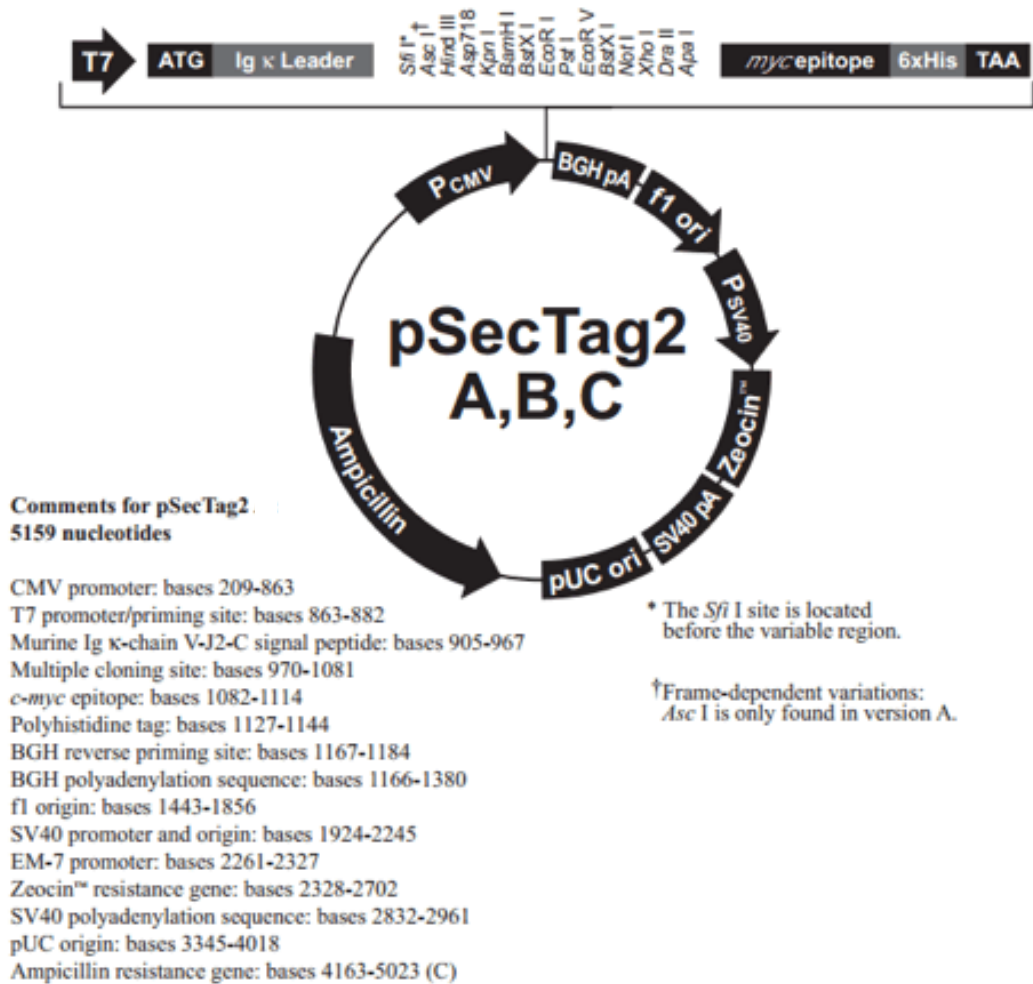 Sfi I*
Asc I†
Hind III
Asp718
Kpn I
BamH I
BstX I
EcoR I
Pst I
EcoR V
BstX I
Not I
Xho I
Dra II
Apa I
T7 ATG Ig κ Leader myc epitope 6xHis TAA
PCMV BGH pA f1 ori
PSV40
pSecTag2
A,B,C
Zeocin™
Ampicillin
SV40 pA
pUC ori
Comments for pSecTag2
5159 nucleotides
CMV promoter: bases 209-863
T7 promoter/priming site: bases 863-882
Murine Ig κ-chain V-J2-C signal peptide: bases 905-967
Multiple cloning site: bases 970-1081
c-myc epitope: bases 1082-1114
Polyhistidine tag: bases 1127-1144
BGH reverse priming site: bases 1167-1184
BGH polyadenylation sequence: bases 1166-1380
f1 origin: bases 1443-1856
SV40 promoter and origin: bases 1924-2245
EM-7 promoter: bases 2261-2327
Zeocin™ resistance gene: bases 2328-2702
SV40 polyadenylation sequence: bases 2832-2961
pUC origin: bases 3345-4018
Ampicillin resistance gene: bases 4163-5023 (C)
* The Sfi I site is located
before the variable region.
†Frame-dependent variations:
Asc I is only found in version A.